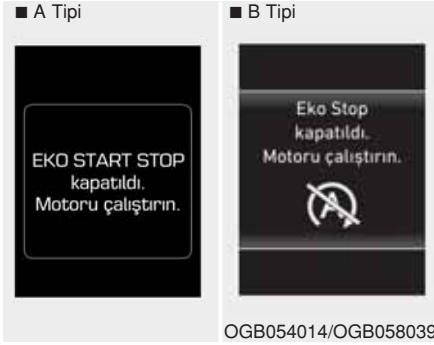 ■ A Tipi
EKO START STOP
kapatıldı.
Motoru çalıştırın.
■ B Tipi
Eko Stop
kapatıldı.
Motoru çalıştırın.
OGB054014/OGB058039